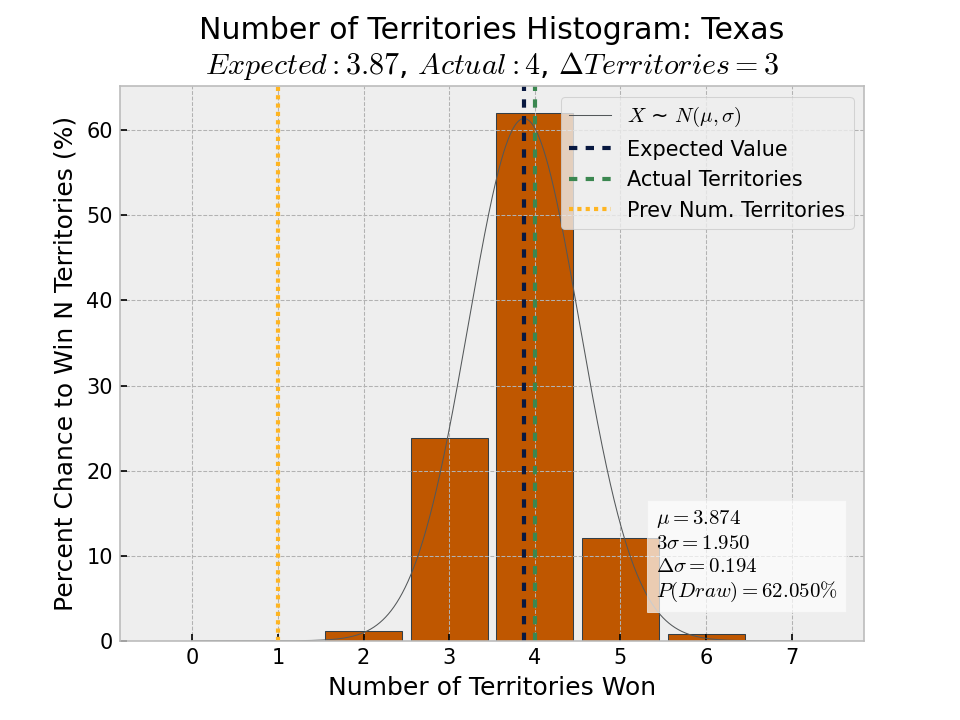 Number of Territories Histogram: Texas
Expected : 3.87, Actual : 4, ΔTerritories = 3
X ~ N(μ, σ)
Expected Value
Actual Territories
Prev Num. Territories
Percent Chance to Win N Territories (%)
60
50
40
30
20
10
0
μ = 3.874
3σ = 1.950
Δσ = 0.194
P(Draw) = 62.050%
0 1 2 3 4 5 6 7
Number of Territories Won